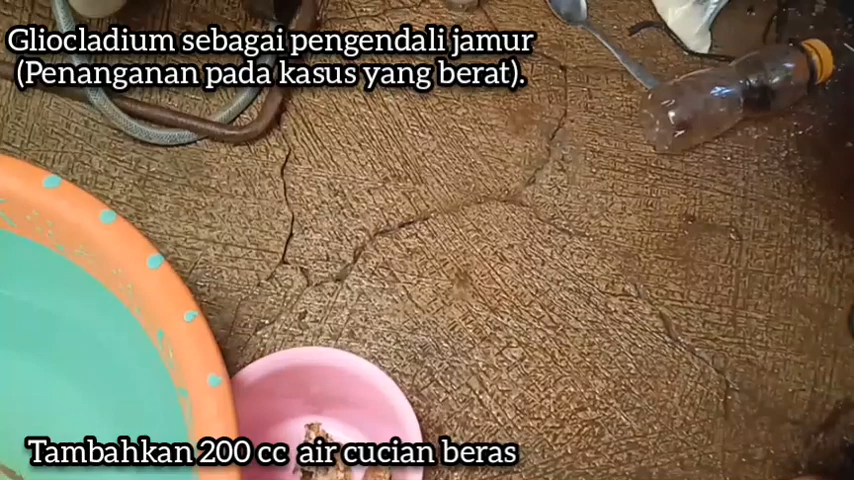 Gliocladium sebagai pengendali jamur
(Penanganan pada kasus yang berat).
Tambahkan 200 cc air cucian beras